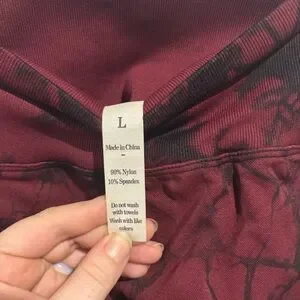 L
Made in China
-
90% Nylon
10% Spandex
Do not wash
with towels
Wash with like
colors